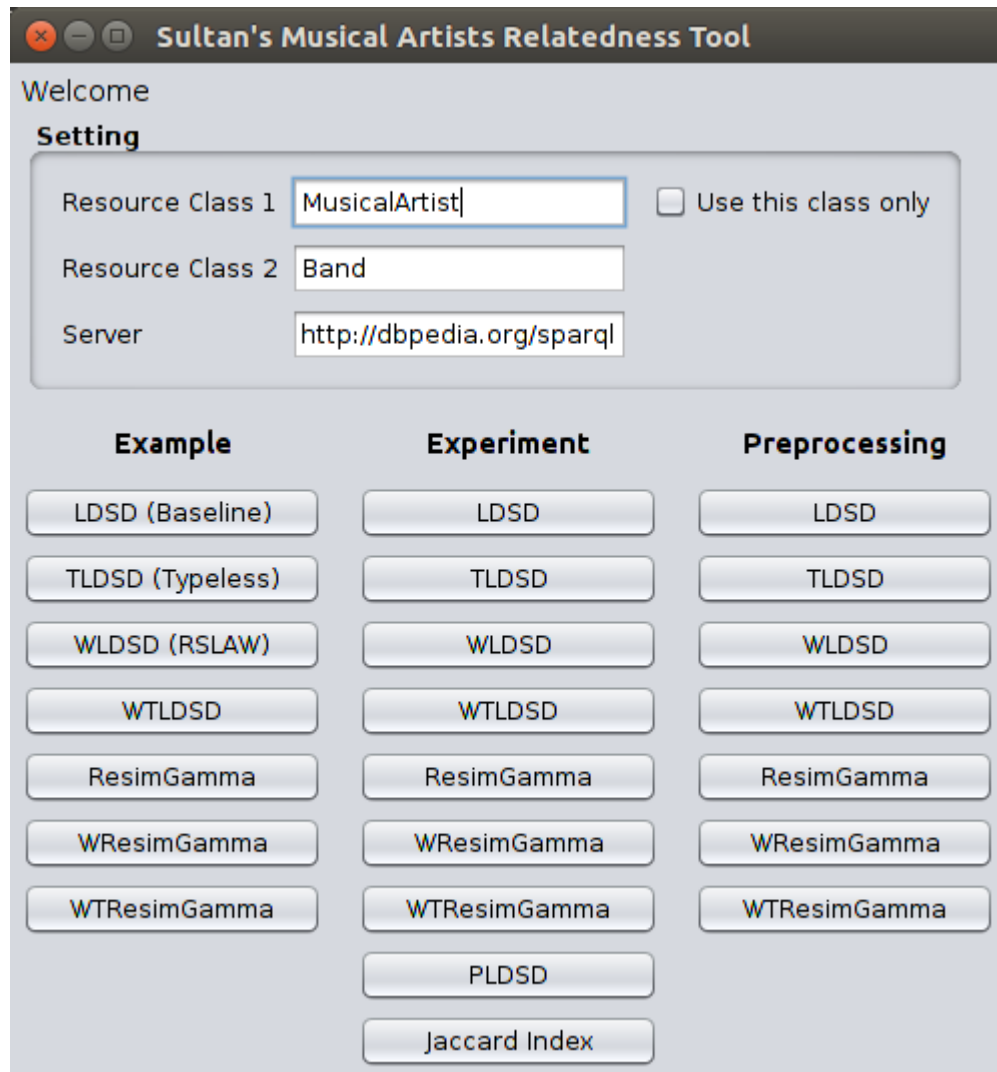 Sultan's Musical Artists Relatedness Tool
Welcome
Setting
Resource Class 1 MusicalArtist Use this class only
Resource Class 2 Band
Server http://dbpedia.org/sparql
Example Experiment Preprocessing
LDSD (Baseline) LDSD LDSD
TLDSD (Typeless) TLDSD TLDSD
WLDSD (RSLAW) WLDSD WLDSD
WTLDSD WTLDSD WTLDSD
ResimGamma ResimGamma ResimGamma
WResimGamma WResimGamma WResimGamma
WTResimGamma WTResimGamma WTResimGamma
PLDSD
Jaccard Index